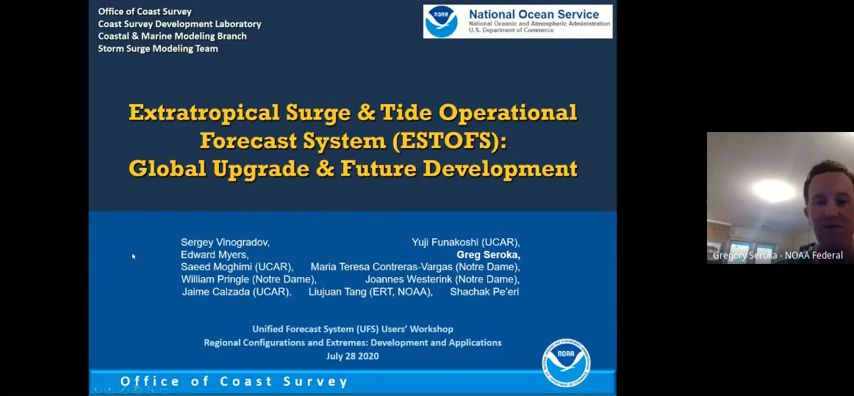 Office of Coast Survey
Coast Survey Development Laboratory
Coastal & Marine Modeling Branch
Storm Surge Modeling Team
National Ocean Service
National Oceanic and Atmospheric Administration
U.S. Department of Commerce
Extratropical Surge & Tide Operational
Forecast System (ESTOFS):
Global Upgrade & Future Development
Sergey Vinogradov, Yuji Funakoshi (UCAR),
Edward Myers, Greg Seroka,
Saeed Moghimi (UCAR), Maria Teresa Contreras-Vargas (Notre Dame),
William Pringle (Notre Dame), Joannes Westerink (Notre Dame),
Jaime Calzada (UCAR), Liujuan Tang (ERT, NOAA), Shachak Pe'eri
Gregory Seroka - NOAA Federal
Unified Forecast System (UFS) Users' Workshop
Regional Configurations and Extremes: Development and Applications
July 28 2020
NOAA
Office of Coast Survey